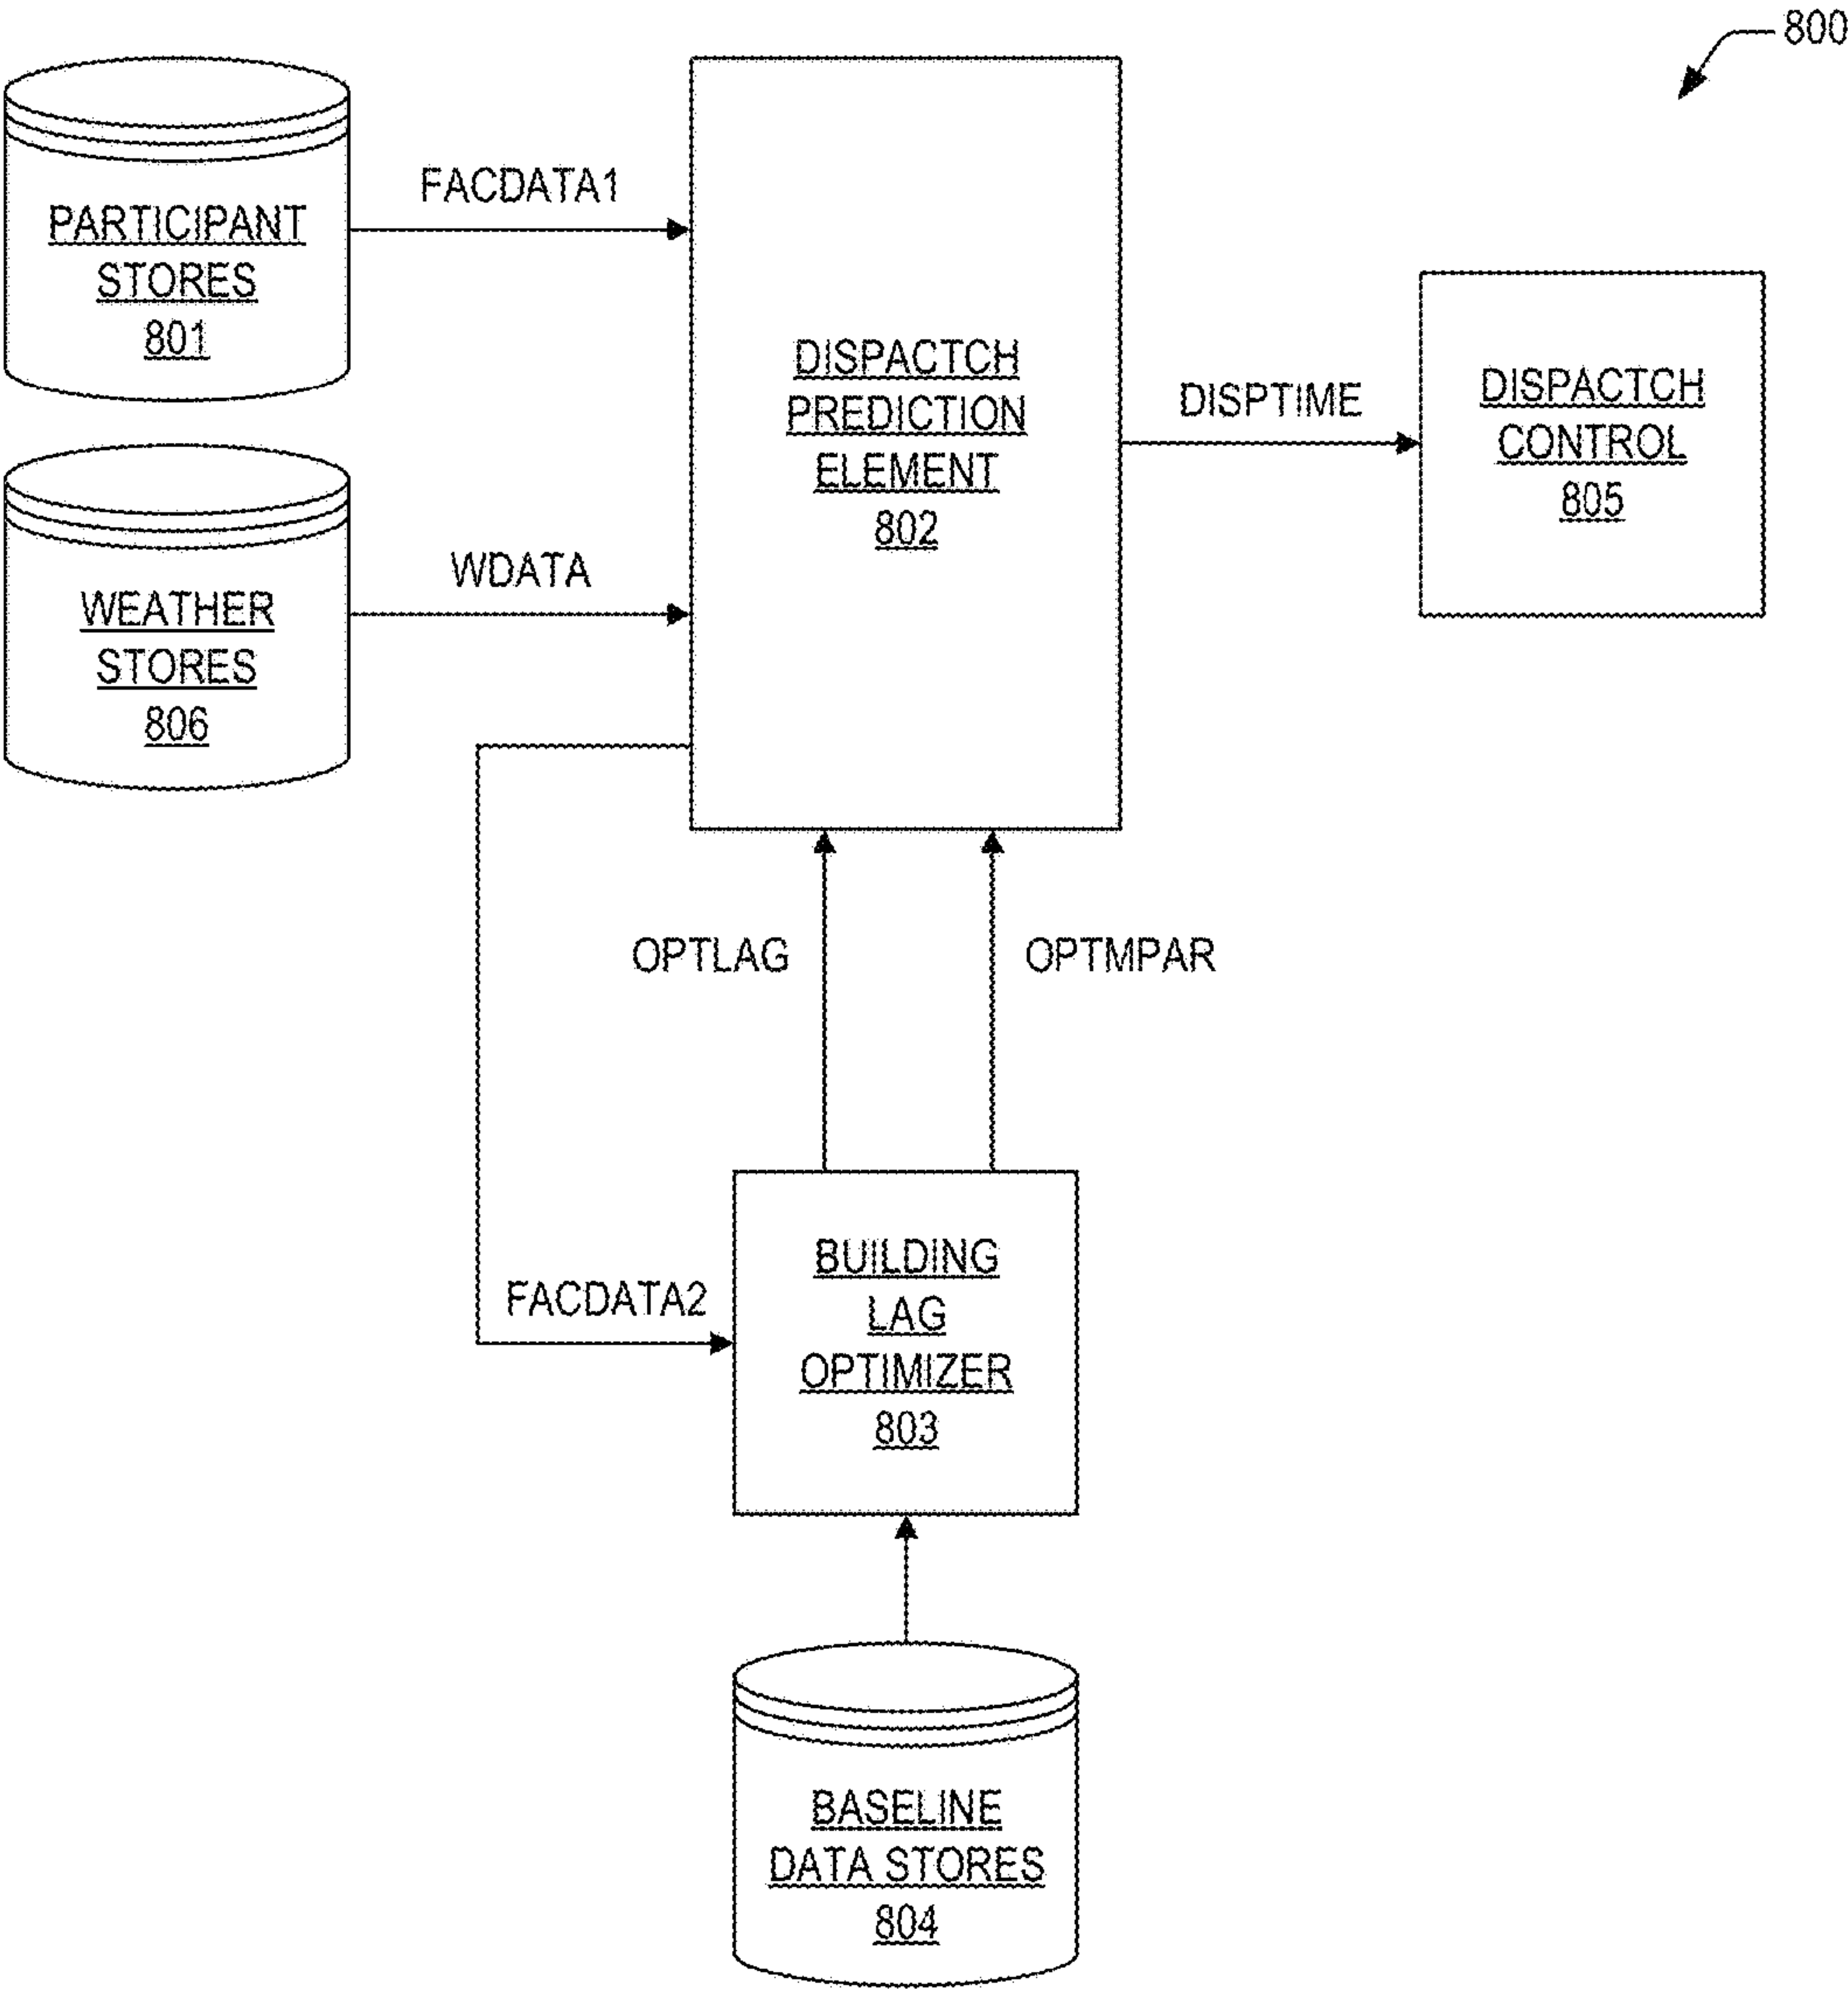 800
PARTICIPANT
STORES
801
FACDATA1
WEATHER
STORES
806
WDATA
DISPACTCH
PREDICTION
ELEMENT
802
DISPTIME
DISPACTCH
CONTROL
805
OPTLAG
OPTMPAR
FACDATA2
BUILDING
LAG
OPTIMIZER
803
BASELINE
DATA STORES
804